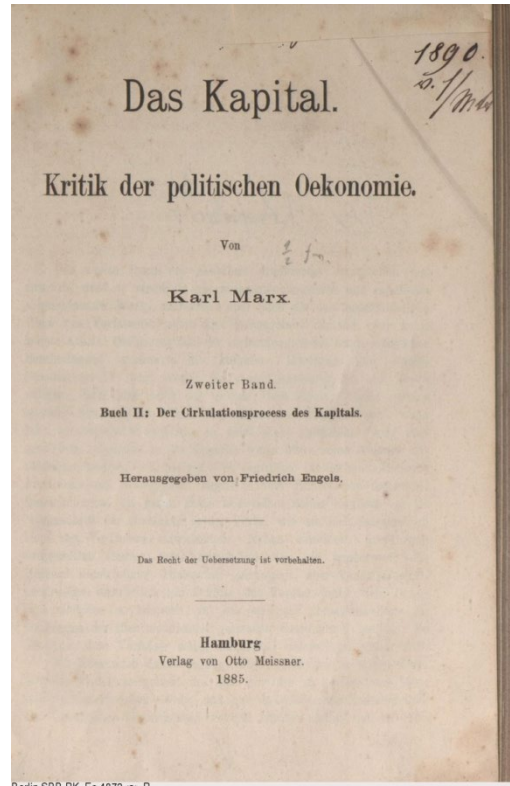 1890.
Das Kapital.
Kritik der politischen Oekonomie.
Von
Karl Marx.
Zweiter Band.
Buch II: Der Cirkulationsprocess des Kapitals.
Herausgegeben von Friedrich Engels.
Das Recht der Uebersetzung ist vorbehalten.
Hamburg
Verlag von Otto Meissner.
1885.